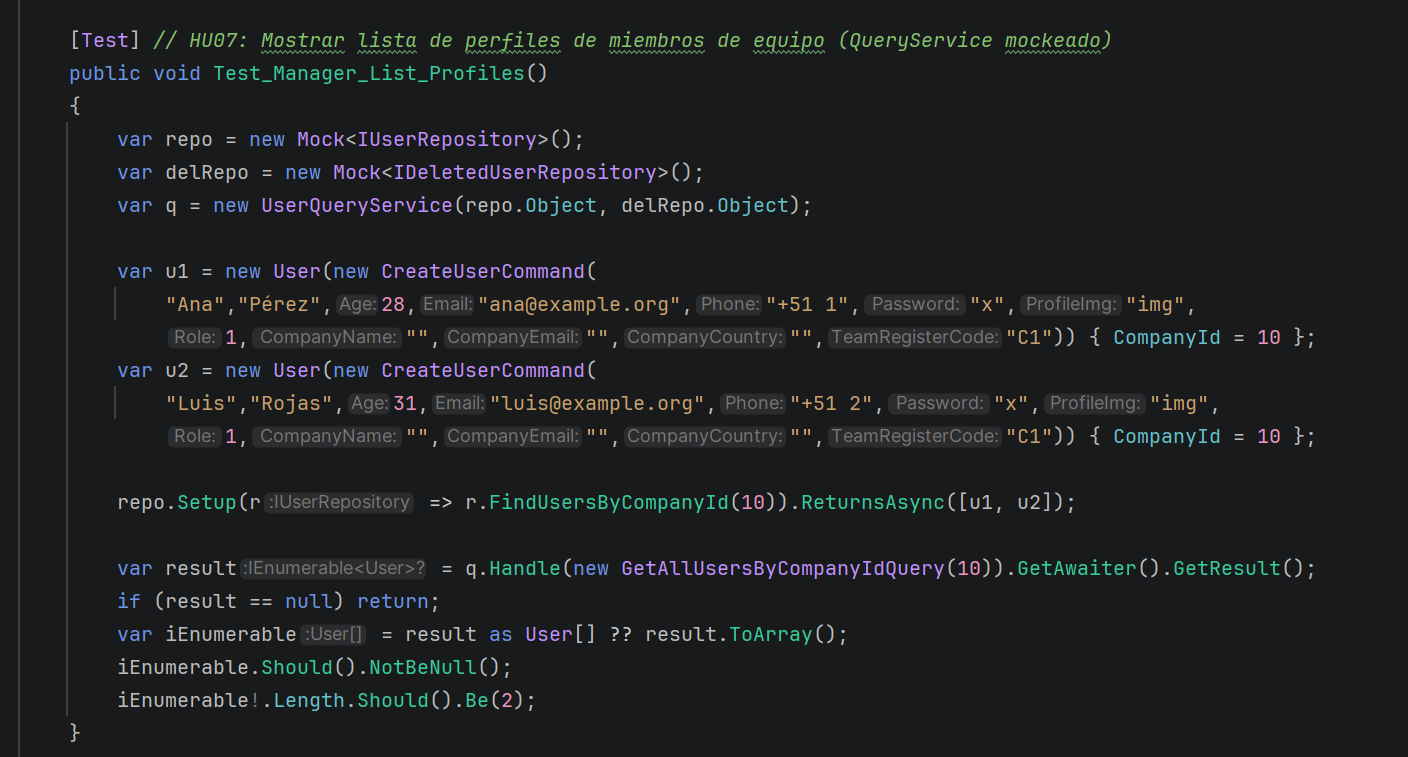 [Test] // HU07: Mostrar lista de perfiles de miembros de equipo (QueryService mockeado)
public void Test_Manager_List_Profiles()
{
var repo = new Mock<IUserRepository>();
var delRepo = new Mock<IDeletedUserRepository>();
var q = new UserQueryService(repo.Object, delRepo.Object);
var u1 = new User(new CreateUserCommand(
"Ana","Pérez", Age: 28, Email: "ana@example.org", Phone: "+51 1", Password: "x", ProfileImg: "img",
Role: 1, CompanyName: "", CompanyEmail: "", CompanyCountry: "", TeamRegisterCode: "C1")) { CompanyId = 10 };
var u2 = new User(new CreateUserCommand(
"Luis","Rojas", Age: 31, Email: "luis@example.org", Phone: "+51 2", Password: "x", ProfileImg: "img",
Role: 1, CompanyName: "", CompanyEmail: "", CompanyCountry: "", TeamRegisterCode: "C1")) { CompanyId = 10 };
repo.Setup(r :IUserRepository => r.FindUsersByCompanyId(10)).ReturnsAsync([u1, u2]);
var result :IEnumerable<User>? = q.Handle(new GetAllUsersByCompanyIdQuery(10)).GetAwaiter().GetResult();
if (result == null) return;
var iEnumerable :User[] = result as User[] ?? result.ToArray();
iEnumerable.Should().NotBeNull();
iEnumerable!.Length.Should().Be(2);
}